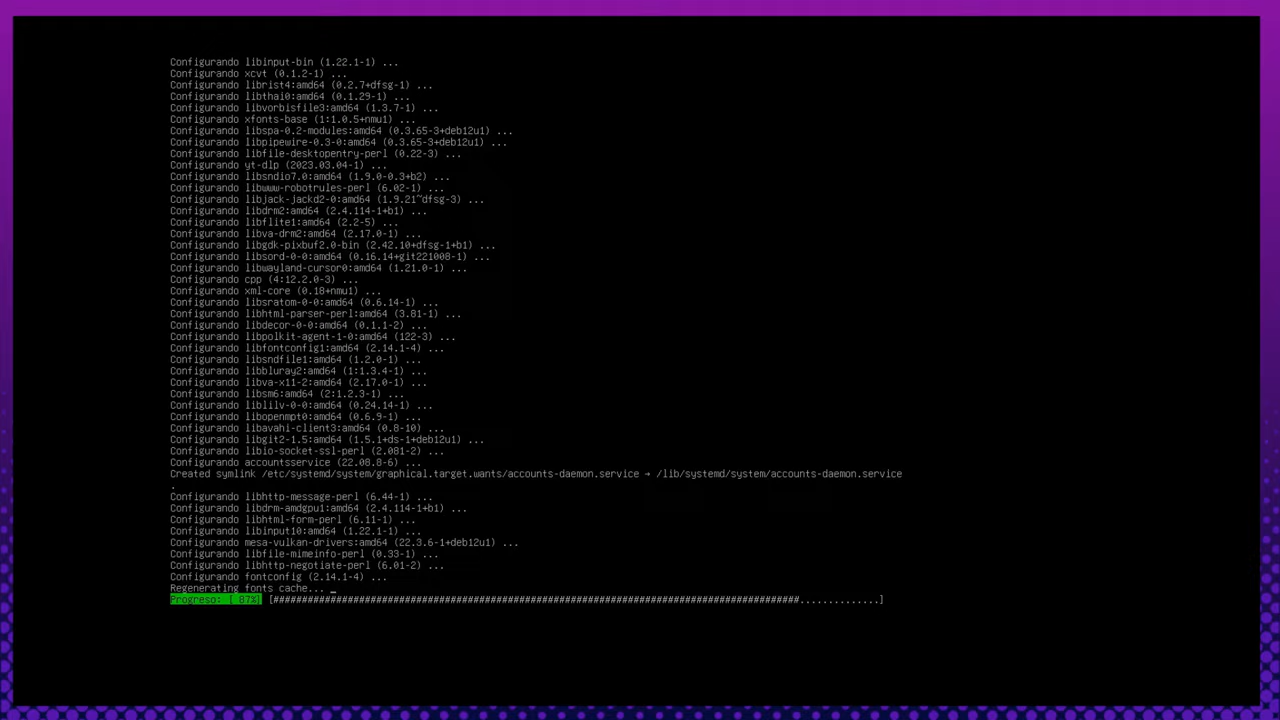 Configurando libinput-bin (1.22.1-1) ...
Configurando xcvt (0.1.2-1) ...
Configurando librist4:amd64 (0.2.7+dfsg-1) ...
Configurando libthai0:amd64 (0.1.29-1) ...
Configurando libvorbisfile3:amd64 (1.3.7-1) ...
Configurando xfonts-base (1:1.0.5+nmu1) ...
Configurando libspa-0.2-modules:amd64 (0.3.65-3+deb12u1) ...
Configurando libpipewire-0.3-0:amd64 (0.3.65-3+deb12u1) ...
Configurando libfile-desktopentry-perl (0.22-3) ...
Configurando yt-dlp (2023.03.04-1) ...
Configurando libsndio7.0:amd64 (1.9.0-0.3+b2) ...
Configurando libwww-robotrules-perl (6.02-1) ...
Configurando libjack-jackd2-0:amd64 (1.9.21~dfsg-3) ...
Configurando libdrm2:amd64 (2.4.114-1+b1) ...
Configurando libflite1:amd64 (2.2-5) ...
Configurando libva-drm2:amd64 (2.17.0-1) ...
Configurando libgdk-pixbuf2.0-bin (2.42.10+dfsg-1+b1) ...
Configurando libsord-0-0:amd64 (0.16.14+git221008-1) ...
Configurando libwayland-cursor0:amd64 (1.21.0-1) ...
Configurando cpp (4:12.2.0-3) ...
Configurando xml-core (0.18+nmu1) ...
Configurando libsratom-0-0:amd64 (0.6.14-1) ...
Configurando libhtml-parser-perl:amd64 (3.81-1) ...
Configurando libdecor-0-0:amd64 (0.1.1-2) ...
Configurando libpolkit-agent-1-0:amd64 (122-3) ...
Configurando libfontconfig1:amd64 (2.14.1-4) ...
Configurando libsndfile1:amd64 (1.2.0-1) ...
Configurando libbluray2:amd64 (1:1.3.4-1) ...
Configurando libva-x11-2:amd64 (2.17.0-1) ...
Configurando libsm6:amd64 (2:1.2.3-1) ...
Configurando liblilv-0-0:amd64 (0.24.14-1) ...
Configurando libopenmpt0:amd64 (0.6.9-1) ...
Configurando libavahi-client3:amd64 (0.8-10) ...
Configurando libgit2-1.5:amd64 (1.5.1+ds-1+deb12u1) ...
Configurando libio-socket-ssl-perl (2.081-2) ...
Configurando accountsservice (22.08.8-6) ...
Created symlink /etc/systemd/system/graphical.target.wants/accounts-daemon.service → /lib/systemd/system/accounts-daemon.service
.
Configurando libhttp-message-perl (6.44-1) ...
Configurando libdrm-amdgpu1:amd64 (2.4.114-1+b1) ...
Configurando libhtml-form-perl (6.11-1) ...
Configurando libinput10:amd64 (1.22.1-1) ...
Configurando mesa-vulkan-drivers:amd64 (22.3.6-1+deb12u1) ...
Configurando libfile-mimeinfo-perl (0.33-1) ...
Configurando libhttp-negotiate-perl (6.01-2) ...
Configurando fontconfig (2.14.1-4) ...
Regenerating fonts cache... _
Progreso: [ 87%] [############################################################################################..............]